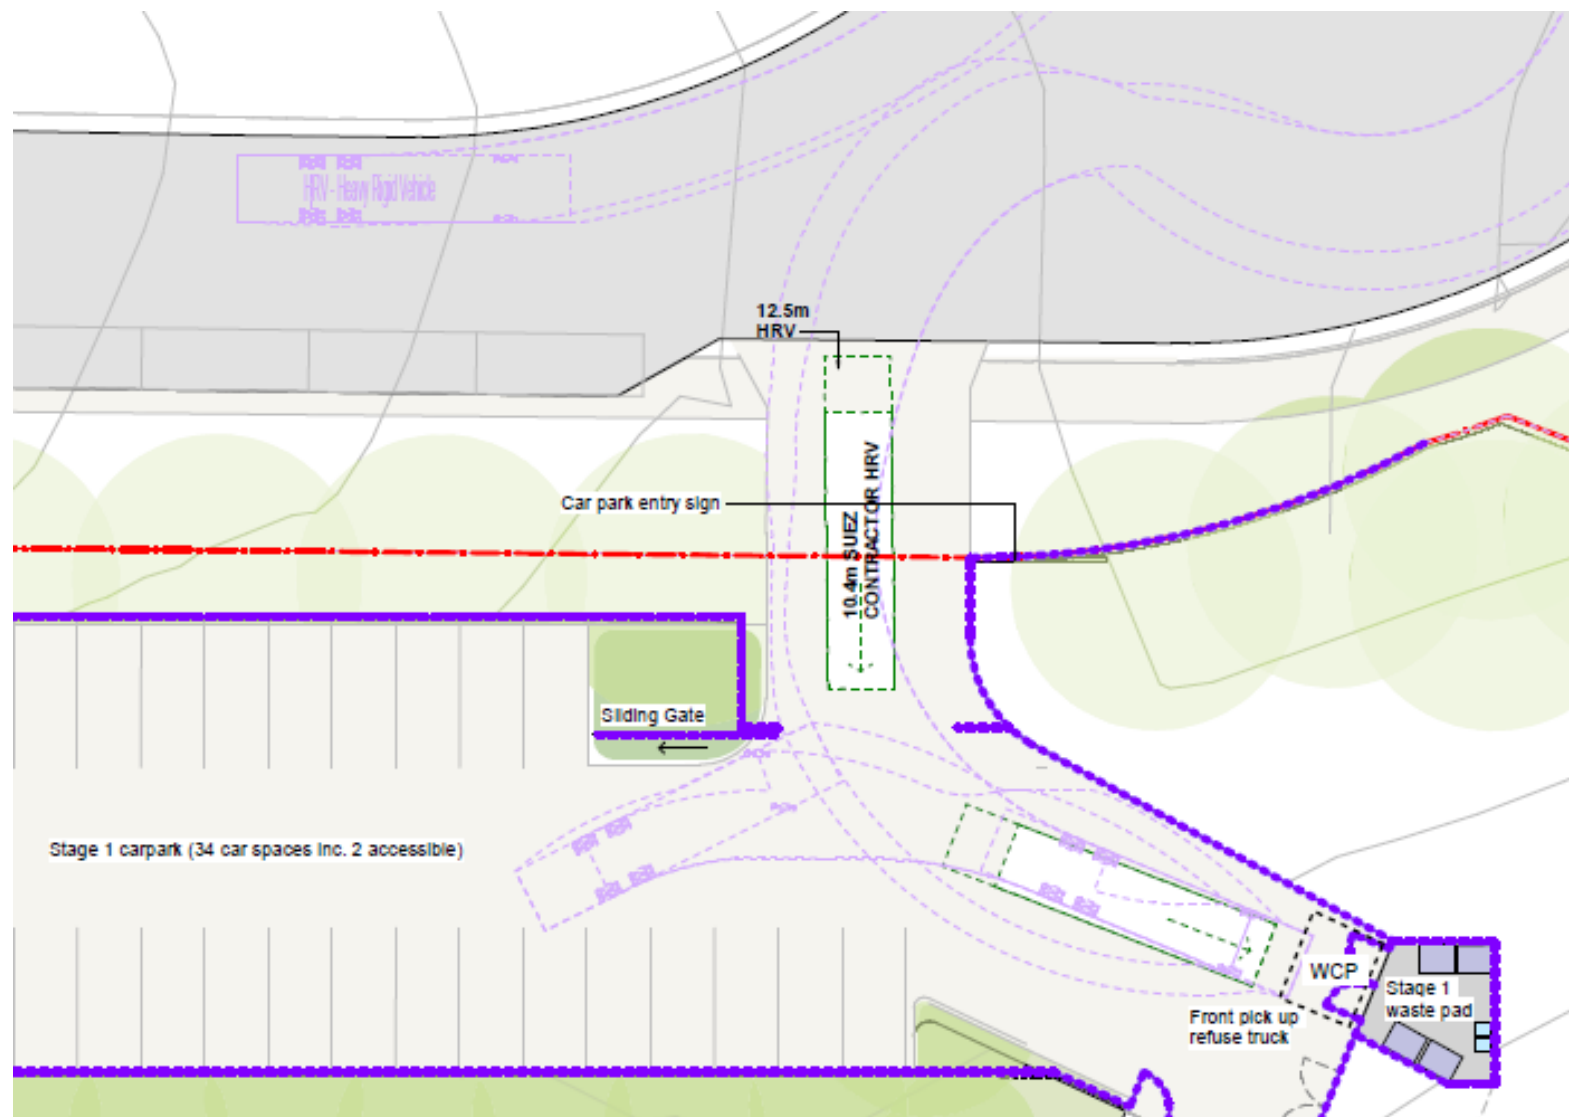 HRV - Heavy Rigid Vehicle
12.5m
HRV
Car park entry sign
10.4m SUEZ
CONTRACTOR HRV
Sliding Gate
Stage 1 carpark (34 car spaces inc. 2 accessible)
WCP
Stage 1
waste pad
Front pick up
refuse truck